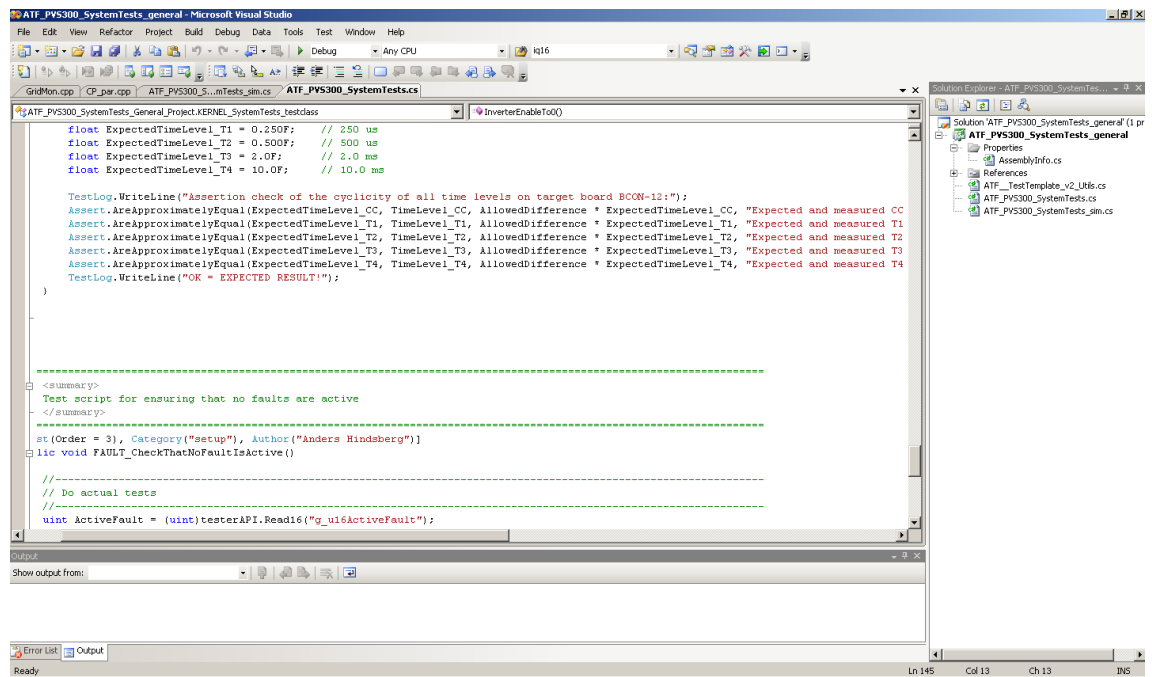 ATF_PVS300_SystemTests_general - Microsoft Visual Studio
File Edit View Refactor Project Build Debug Data Tools Test Window Help
Debug Any CPU iq16
GridMon.cpp CP_par.cpp ATF_PVS300_S...mTests_sim.cs ATF_PVS300_SystemTests.cs
ATF_PVS300_SystemTests_General_Project.KERNEL_SystemTests_testclass InverterEnableTo0()
float ExpectedTimeLevel_T1 = 0.250F; // 250 us
float ExpectedTimeLevel_T2 = 0.500F; // 500 us
float ExpectedTimeLevel_T3 = 2.0F; // 2.0 ms
float ExpectedTimeLevel_T4 = 10.0F; // 10.0 ms
TestLog.WriteLine("Assertion check of the cyclicity of all time levels on target board BCON-12:");
Assert.AreApproximatelyEqual(ExpectedTimeLevel_CC, TimeLevel_CC, AllowedDifference * ExpectedTimeLevel_CC, "Expected and measured CC
Assert.AreApproximatelyEqual(ExpectedTimeLevel_T1, TimeLevel_T1, AllowedDifference * ExpectedTimeLevel_T1, "Expected and measured T1
Assert.AreApproximatelyEqual(ExpectedTimeLevel_T2, TimeLevel_T2, AllowedDifference * ExpectedTimeLevel_T2, "Expected and measured T2
Assert.AreApproximatelyEqual(ExpectedTimeLevel_T3, TimeLevel_T3, AllowedDifference * ExpectedTimeLevel_T3, "Expected and measured T3
Assert.AreApproximatelyEqual(ExpectedTimeLevel_T4, TimeLevel_T4, AllowedDifference * ExpectedTimeLevel_T4, "Expected and measured T4
TestLog.WriteLine("OK = EXPECTED RESULT!");
}
<summary>
Test script for ensuring that no faults are active
</summary>
st(Order = 3), Category("setup"), Author("Anders Hindsberg")]
lic void FAULT_CheckThatNoFaultIsActive()
//------------------------------------------------------------------
// Do actual tests
//------------------------------------------------------------------
uint ActiveFault = (uint)testerAPI.Read16("g_u16ActiveFault");
Output
Show output from:
Error List Output
Ready Ln 145 Col 13 Ch 13 INS
Solution Explorer - ATF_PVS300_SystemTes...
Solution 'ATF_PVS300_SystemTests_general' (1 pr
ATF_PVS300_SystemTests_general
Properties
AssemblyInfo.cs
References
ATF__TestTemplate_v2_Utils.cs
ATF_PVS300_SystemTests.cs
ATF_PVS300_SystemTests_sim.cs